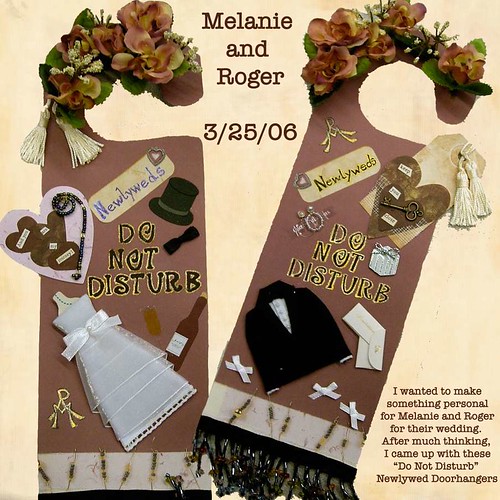 Melanie
and
Roger
3/25/06
Newlyweds
DO
NOT
DISTURB
Newlyweds
DO
NOT
DISTURB
I wanted to make
something personal
for Melanie and Roger
for their wedding.
After much thinking,
I came up with these
“Do Not Disturb”
Newlywed Doorhangers